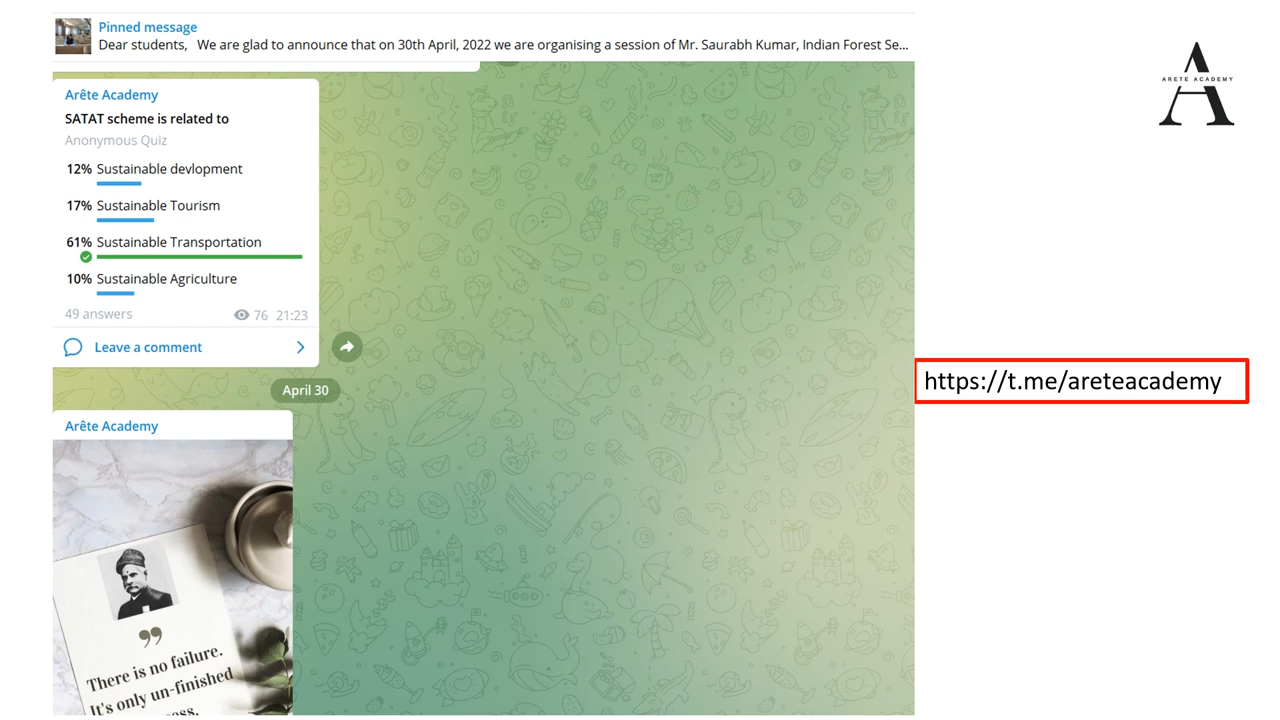 Pinned message
Dear students, We are glad to announce that on 30th April, 2022 we are organising a session of Mr. Saurabh Kumar, Indian Forest Se...
ARETE ACADEMY
Arête Academy
SATAT scheme is related to
Anonymous Quiz
12% Sustainable devlopment
17% Sustainable Tourism
61% Sustainable Transportation
10% Sustainable Agriculture
49 answers 76 21:23
Leave a comment
https://t.me/areteacademy
April 30
Arête Academy
There is no failure.
It's only un-finished